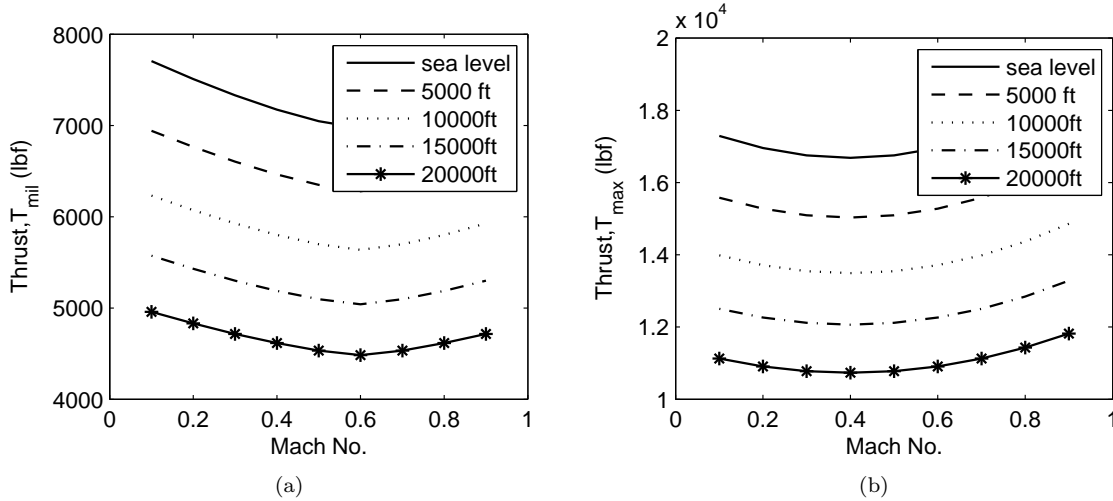 8000
7000
6000
5000
4000
0
0.2
0.4
0.6
0.8
1
Mach No.
Thrust,T_mil (lbf)
sea level
5000 ft
10000ft
15000ft
20000ft
(a)
x 10^4
2
1.8
1.6
1.4
1.2
1
0
0.2
0.4
0.6
0.8
1
Mach No.
Thrust,T_max (lbf)
sea level
5000 ft
10000ft
15000ft
20000ft
(b)